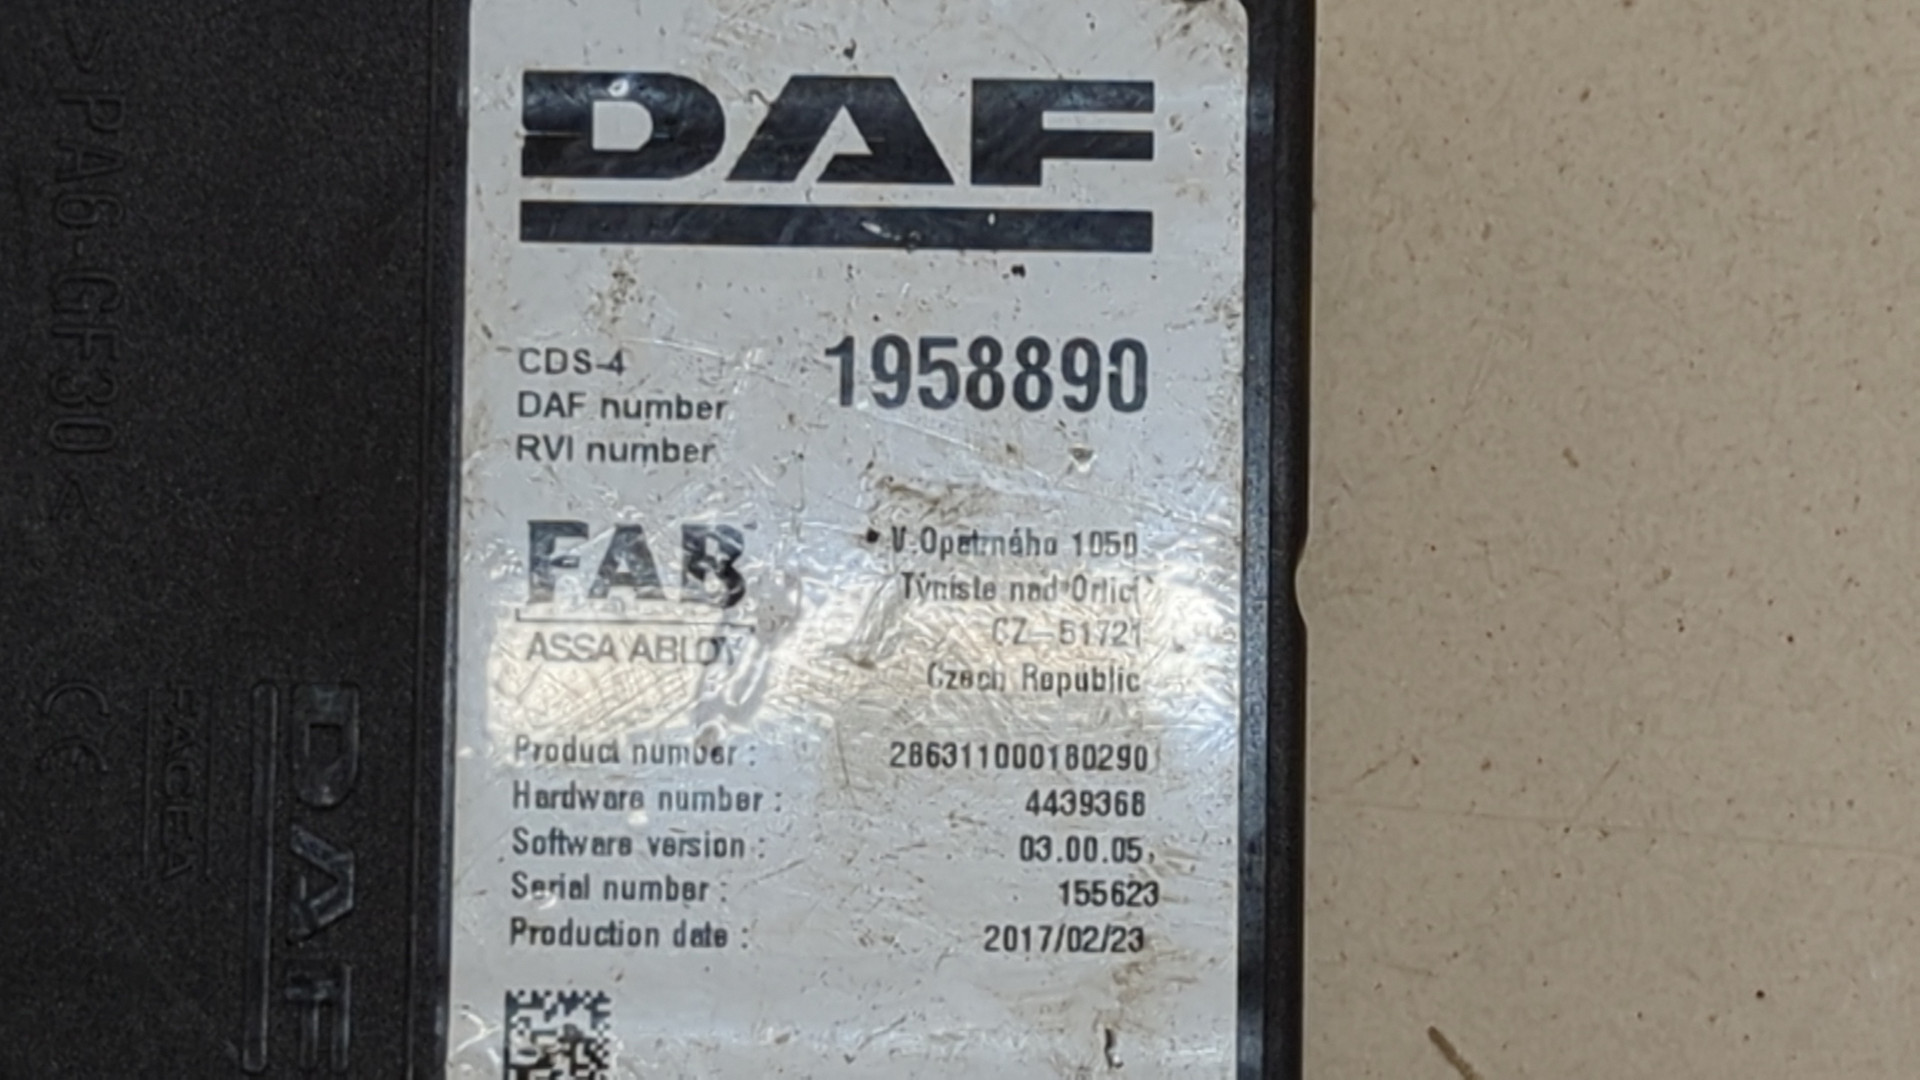 >PA6-GF30<
CE
FACEA
DAF
DAF
CDS-4
DAF number 1958890
RVI number
FAB
ASSA ABLOY
V.Opatrného 1050
Týniste nad Orlicí
CZ-51721
Czech Republic
Product number : 286311000180290
Hardware number : 4439368
Software version : 03.00.05
Serial number : 155623
Production date : 2017/02/23